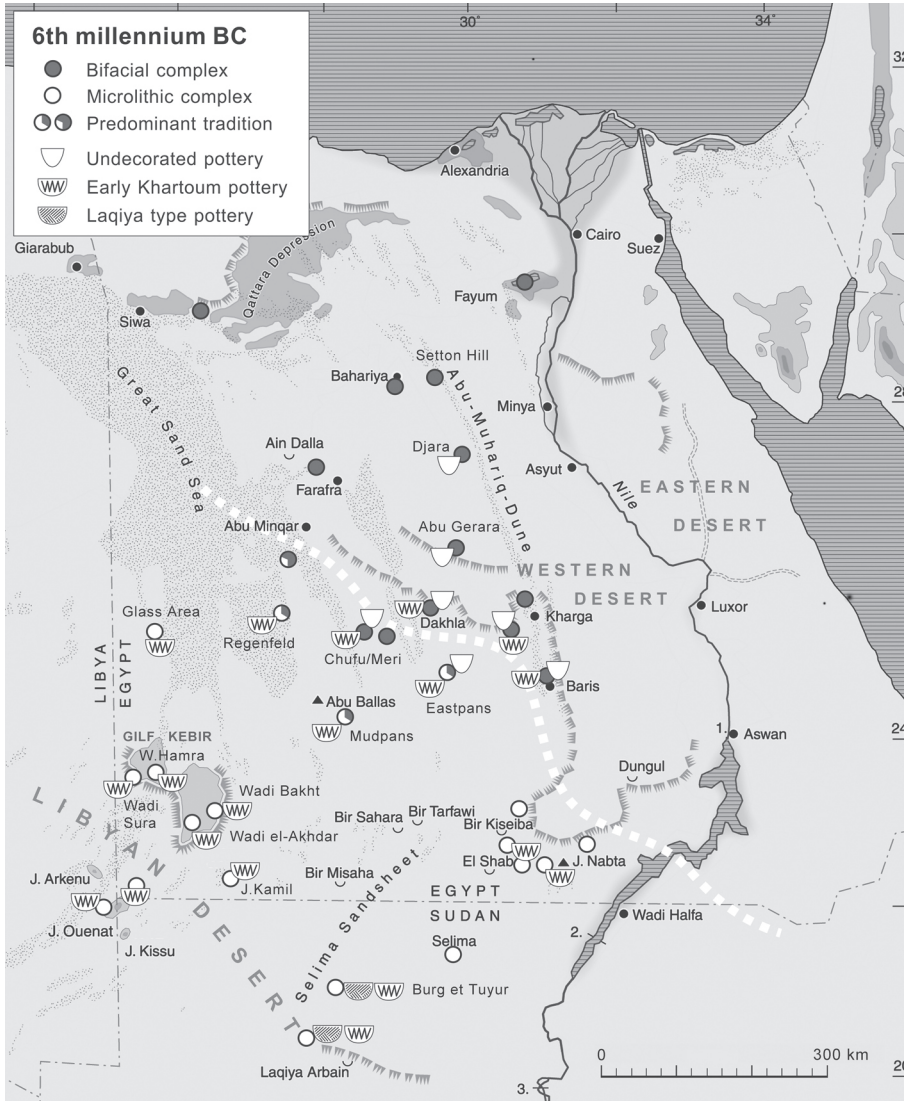 6th millennium BC
Bifacial complex
Microlithic complex
Predominant tradition
Undecorated pottery
Early Khartoum pottery
Laqiya type pottery
30°
34°
32
Alexandria
Cairo
Suez
Giarabub
Qattara Depression
Siwa
Fayum
Setton Hill
Bahariya
28
Great Sand Sea
Abu-Muhariq-Dune
Minya
Ain Dalla
Djara
Farafra
Asyut
Nile
EASTERN
DESERT
Abu Minqar
Abu Gerara
WESTERN
DESERT
Glass Area
Regenfeld
Dakhla
Kharga
Luxor
Chufu/Meri
LIBYA
EGYPT
Eastpans
Baris
Abu Ballas
Mudpans
24
1.
Aswan
GILF KEBIR
W.Hamra
Dungul
Wadi
Sura
Wadi Bakht
LIBYAN DESERT
Bir Sahara
Bir Tarfawi
Bir Kiseiba
Wadi el-Akhdar
El Shab
J. Nabta
J. Arkenu
J.Kamil
Bir Misaha
EGYPT
SUDAN
Wadi Halfa
J. Ouenat
J. Kissu
2.
Selima Sandsheet
Selima
Burg et Tuyur
Laqiya Arbain
0
300 km
20
3.